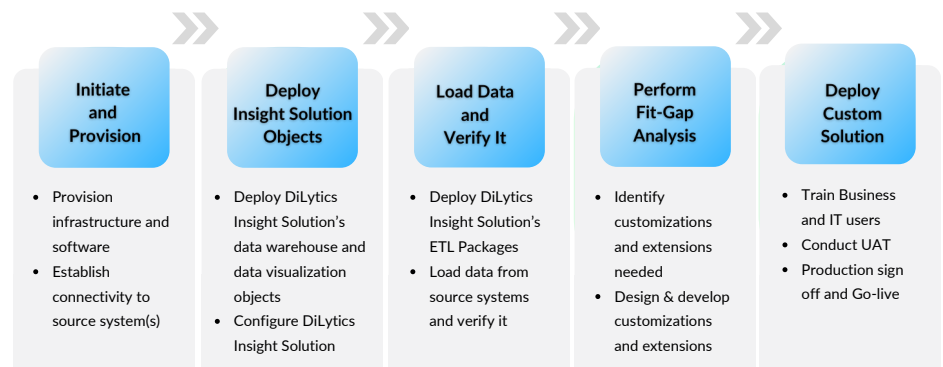 Initiate
and
Provision
• Provision
infrastructure and
software
• Establish
connectivity to
source system(s)
Deploy
Insight Solution
Objects
• Deploy DiLytics
Insight Solution's
data warehouse and
data visualization
objects
• Configure DiLytics
Insight Solution
Load Data
and
Verify It
• Deploy DiLytics
Insight Solution's
ETL Packages
• Load data from
source systems
and verify it
Perform
Fit-Gap
Analysis
• Identify
customizations
and extensions
needed
• Design & develop
customizations
and extensions
Deploy
Custom
Solution
• Train Business
and IT users
• Conduct UAT
• Production sign
off and Go-live